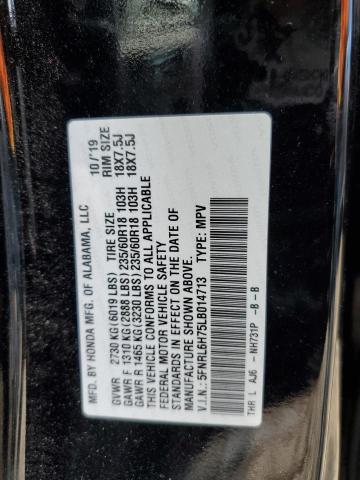 MFD. BY HONDA MFG. OF ALABAMA, LLC 10/19
TIRE SIZE RIM SIZE
GVWR 2730 KG(6019 LBS)
GAWR F 1310 KG(2888 LBS) 235/60R18 103H 18X7.5J
GAWR R 1465 KG(3230 LBS) 235/60R18 103H 18X7.5J
THIS VEHICLE CONFORMS TO ALL APPLICABLE
FEDERAL MOTOR VEHICLE SAFETY
STANDARDS IN EFFECT ON THE DATE OF
MANUFACTURE SHOWN ABOVE.
V.I.N.: 5FNRL6H75LB014713 TYPE: MPV
THR L AJ6 - NH731P -B - B